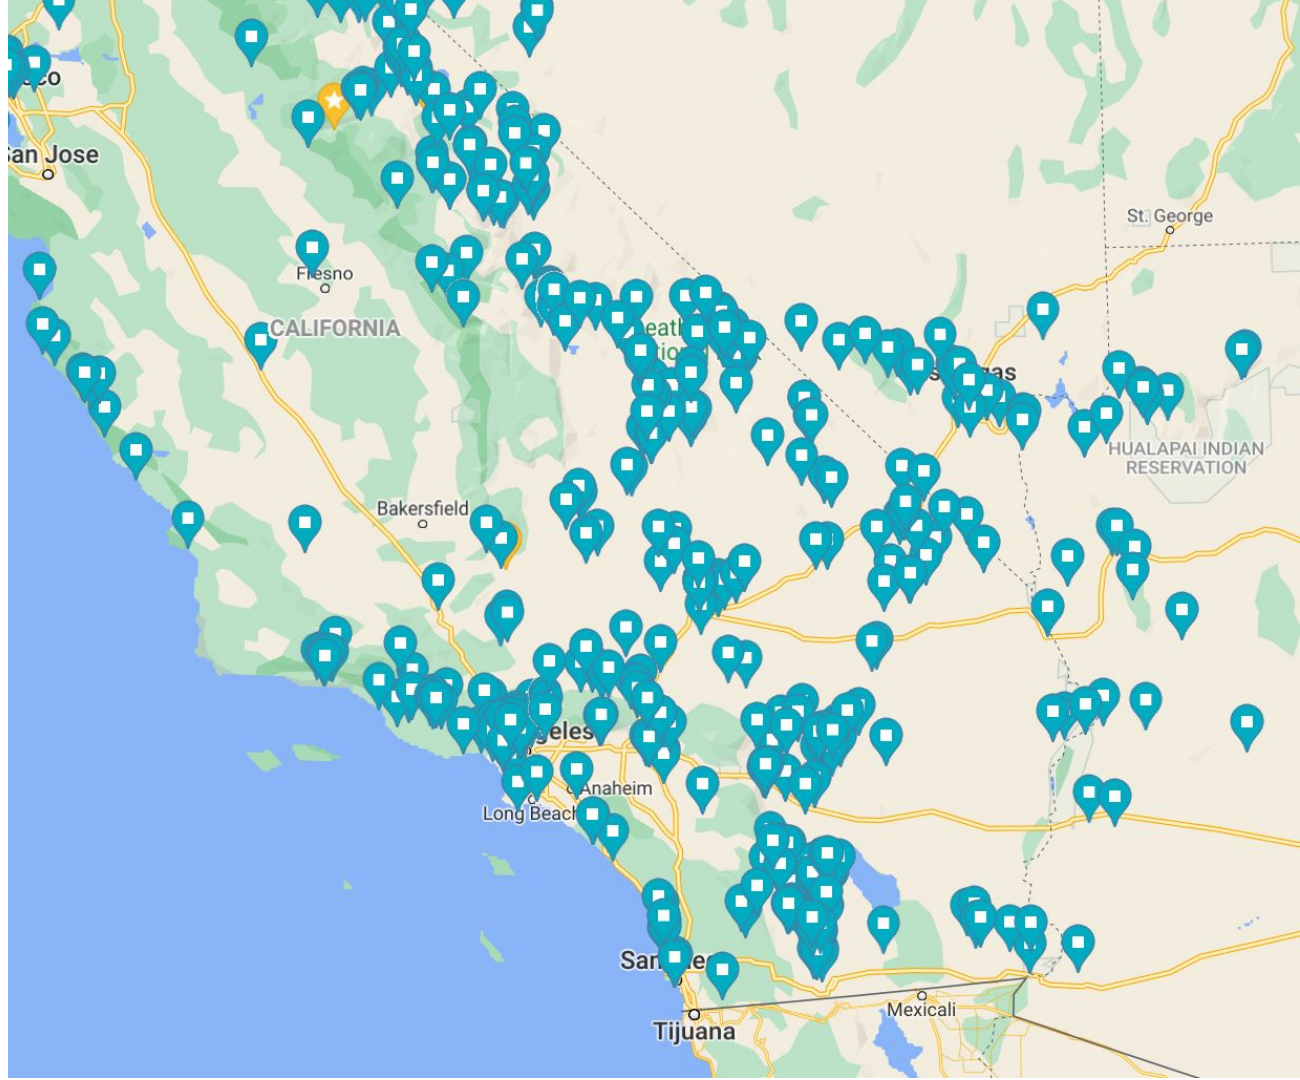 San Jose
St. George
Fresno
CALIFORNIA
HUALAPAI INDIAN
RESERVATION
Bakersfield
Anaheim
Long Beach
Mexicali
Tijuana